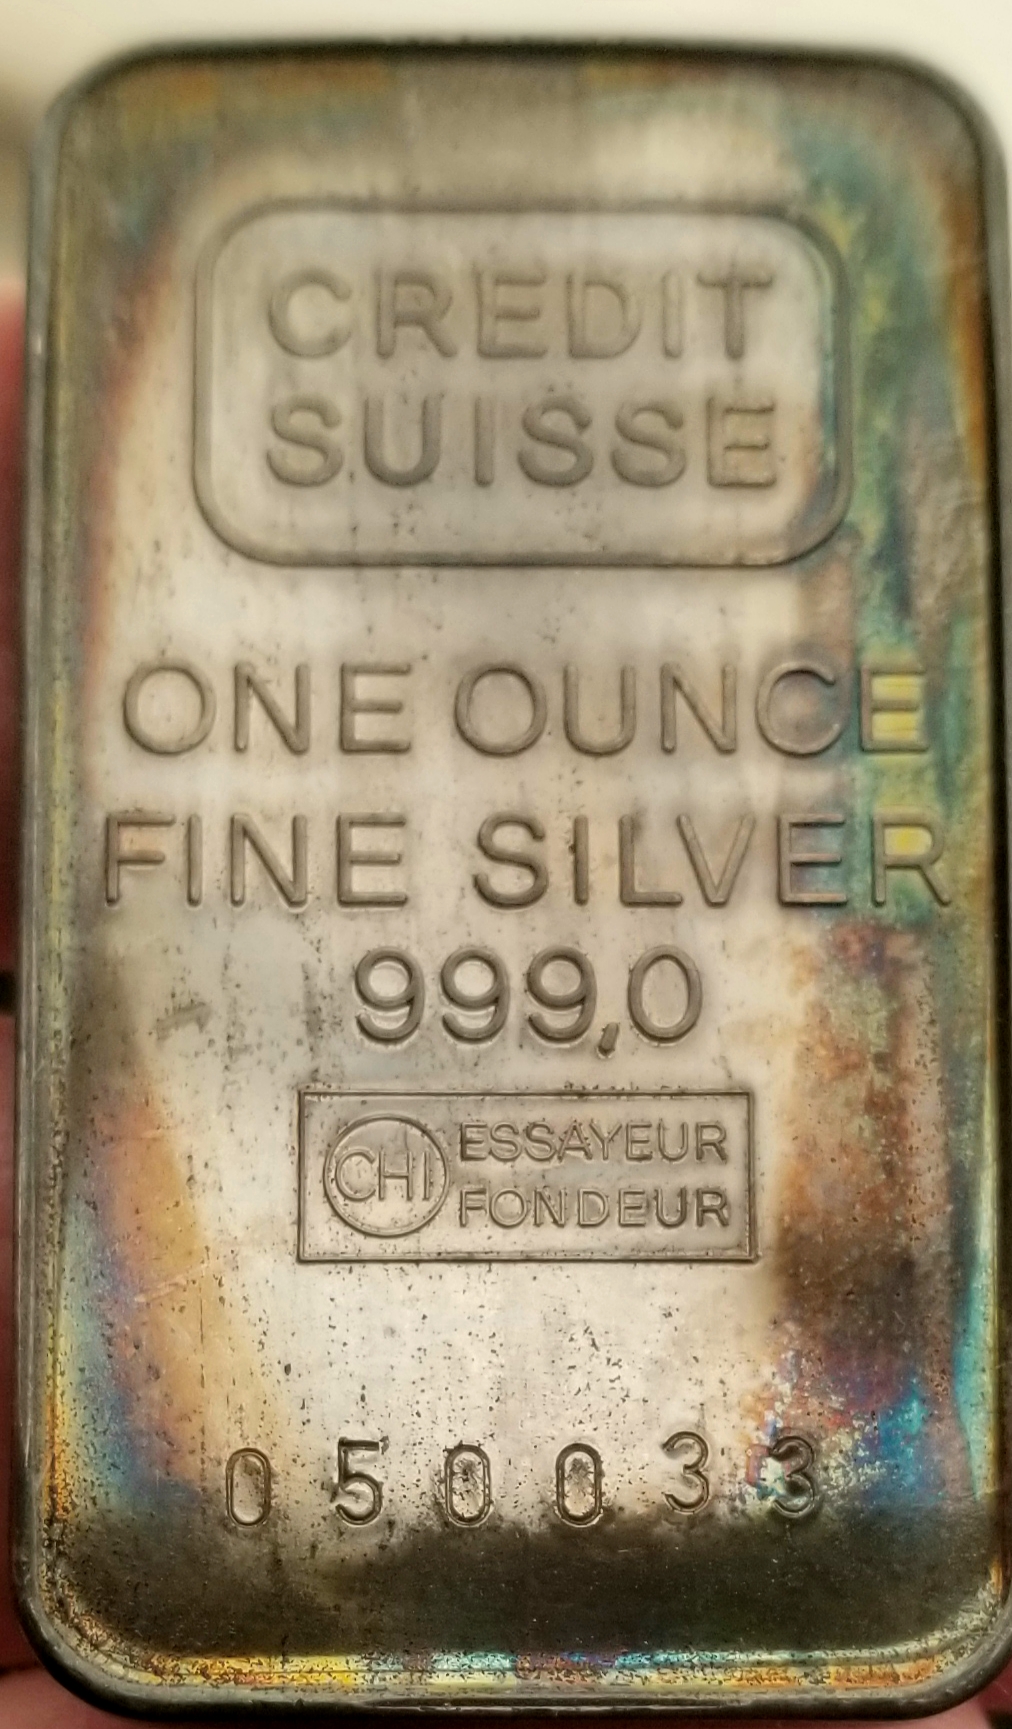 CREDIT
SUISSE
ONE OUNCE
FINE SILVER
999,0
CHI ESSAYEUR
FONDEUR
050033